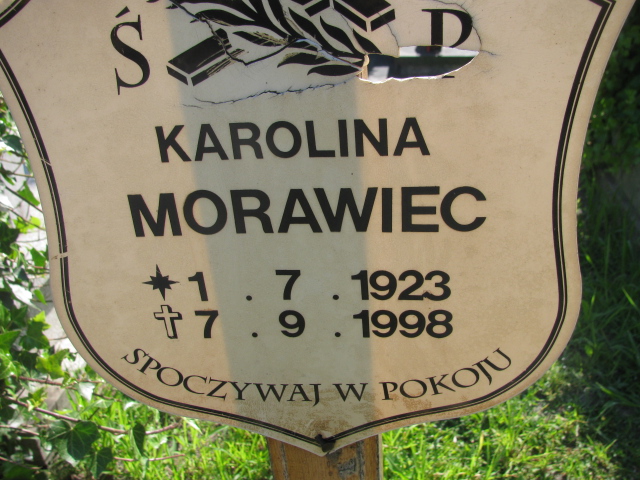 Ś P
KAROLINA
MORAWIEC
1 . 7 . 1923
7 . 9 . 1998
SPOCZYWAJ W POKOJU